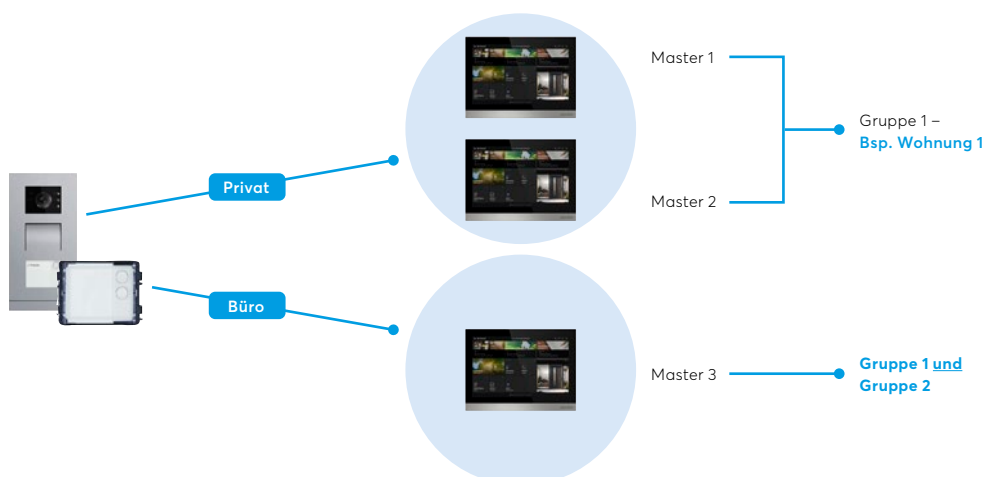 Master 1
Gruppe 1 –
Bsp. Wohnung 1
Privat
Master 2
Büro
Master 3
Gruppe 1 und
Gruppe 2